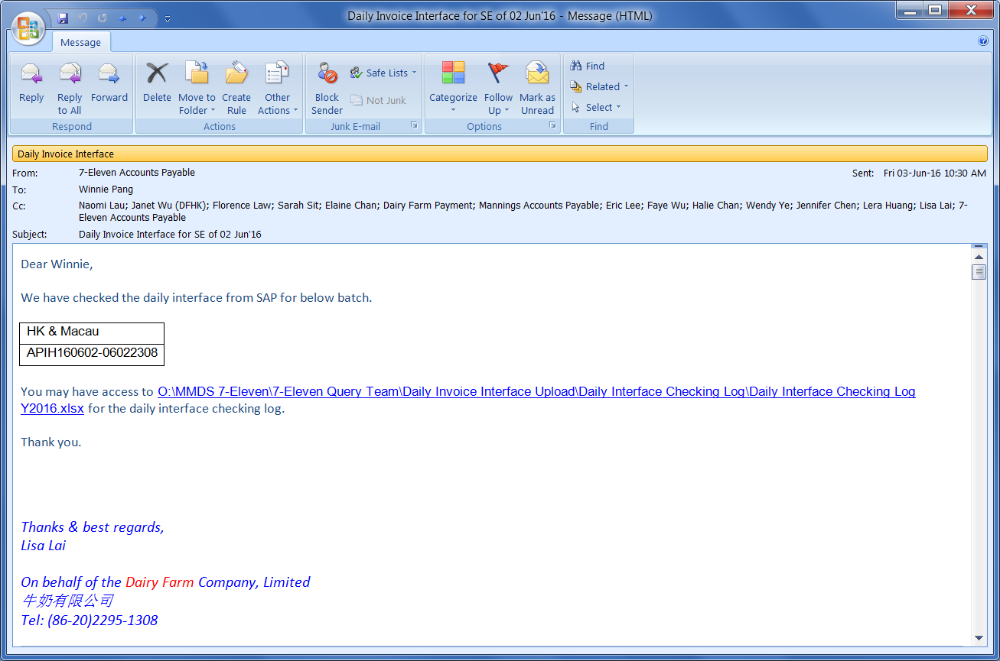 Daily Invoice Interface for SE of 02 Jun'16 - Message (HTML)
Message
Reply
Reply to All
Forward
Respond
Delete
Move to Folder
Create Rule
Other Actions
Actions
Block Sender
Safe Lists
Not Junk
Junk E-mail
Categorize
Follow Up
Mark as Unread
Options
Find
Related
Select
Find
Daily Invoice Interface
From: 7-Eleven Accounts Payable Sent: Fri 03-Jun-16 10:30 AM
To: Winnie Pang
Cc: Naomi Lau; Janet Wu (DFHK); Florence Law; Sarah Sit; Elaine Chan; Dairy Farm Payment; Mannings Accounts Payable; Eric Lee; Faye Wu; Halie Chan; Wendy Ye; Jennifer Chen; Lera Huang; Lisa Lai; 7-
Eleven Accounts Payable
Subject: Daily Invoice Interface for SE of 02 Jun'16
Dear Winnie,
We have checked the daily interface from SAP for below batch.
HK & Macau
APIH160602-06022308
You may have access to O:\MMDS 7-Eleven\7-Eleven Query Team\Daily Invoice Interface Upload\Daily Interface Checking Log\Daily Interface Checking Log
Y2016.xlsx for the daily interface checking log.
Thank you.
Thanks & best regards,
Lisa Lai
On behalf of the Dairy Farm Company, Limited
牛奶有限公司
Tel: (86-20)2295-1308